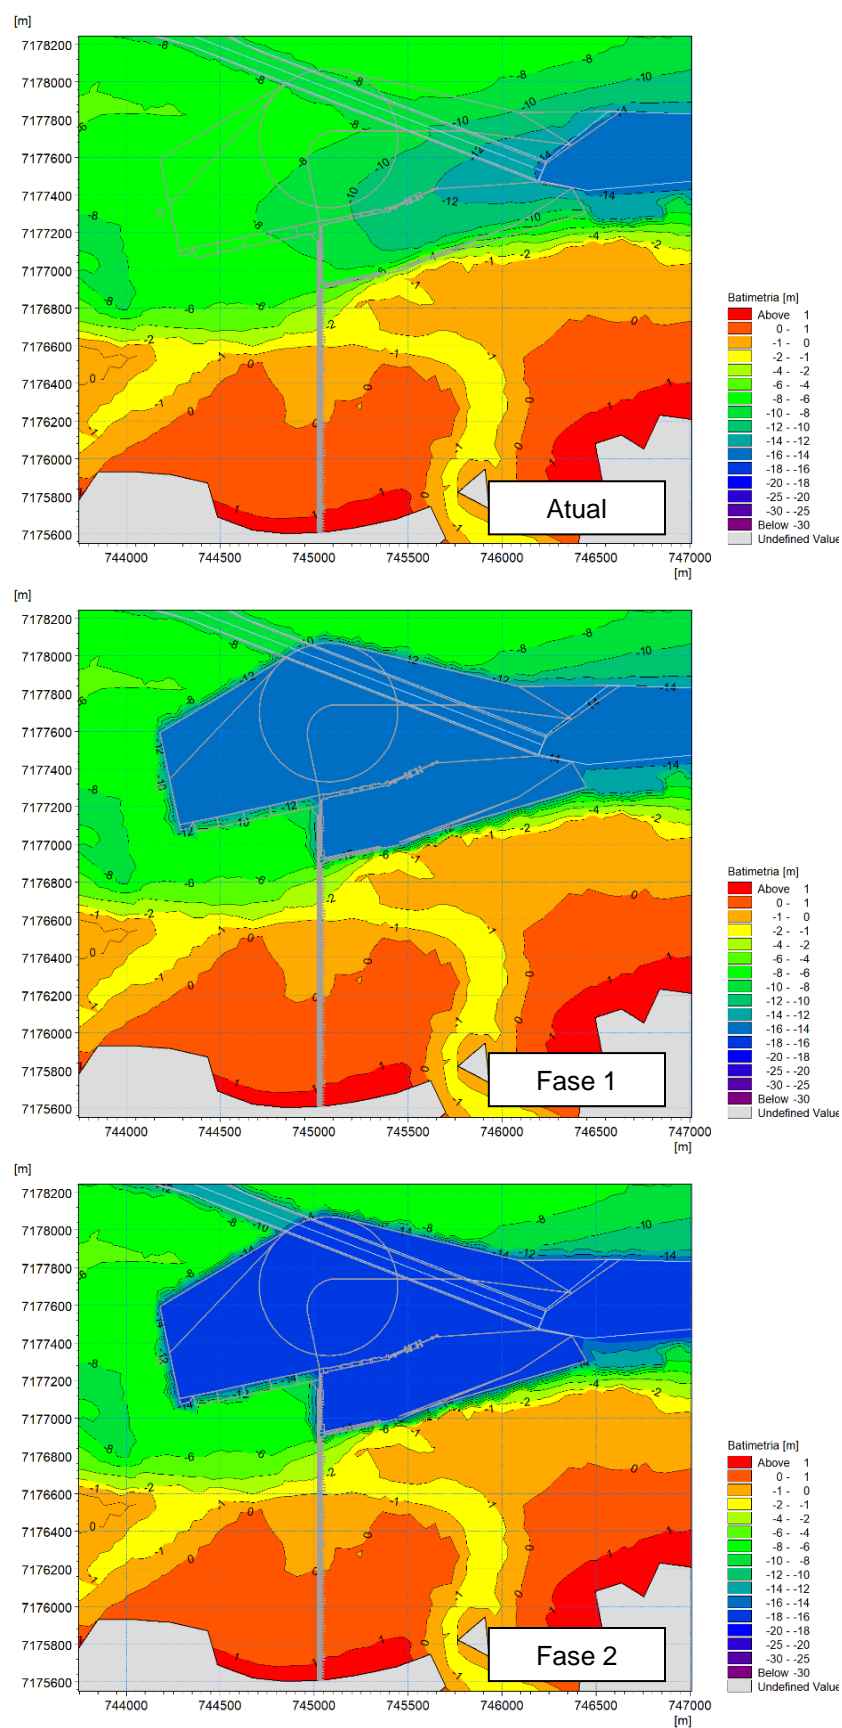 [m]
7178200
7178000
7177800
7177600
7177400
7177200
7177000
7176800
7176600
7176400
7176200
7176000
7175800
7175600
744000 744500 745000 745500 746000 746500 747000
[m]
Atual
Batimetria [m]
Above 1
0 - 1
-1 - 0
-2 - -1
-4 - -2
-6 - -4
-8 - -6
-10 - -8
-12 - -10
-14 - -12
-16 - -14
-18 - -16
-20 - -18
-25 - -20
-30 - -25
Below -30
Undefined Value
[m]
7178200
7178000
7177800
7177600
7177400
7177200
7177000
7176800
7176600
7176400
7176200
7176000
7175800
7175600
744000 744500 745000 745500 746000 746500 747000
[m]
Fase 1
Batimetria [m]
Above 1
0 - 1
-1 - 0
-2 - -1
-4 - -2
-6 - -4
-8 - -6
-10 - -8
-12 - -10
-14 - -12
-16 - -14
-18 - -16
-20 - -18
-25 - -20
-30 - -25
Below -30
Undefined Value
[m]
7178200
7178000
7177800
7177600
7177400
7177200
7177000
7176800
7176600
7176400
7176200
7176000
7175800
7175600
744000 744500 745000 745500 746000 746500 747000
[m]
Fase 2
Batimetria [m]
Above 1
0 - 1
-1 - 0
-2 - -1
-4 - -2
-6 - -4
-8 - -6
-10 - -8
-12 - -10
-14 - -12
-16 - -14
-18 - -16
-20 - -18
-25 - -20
-30 - -25
Below -30
Undefined Value